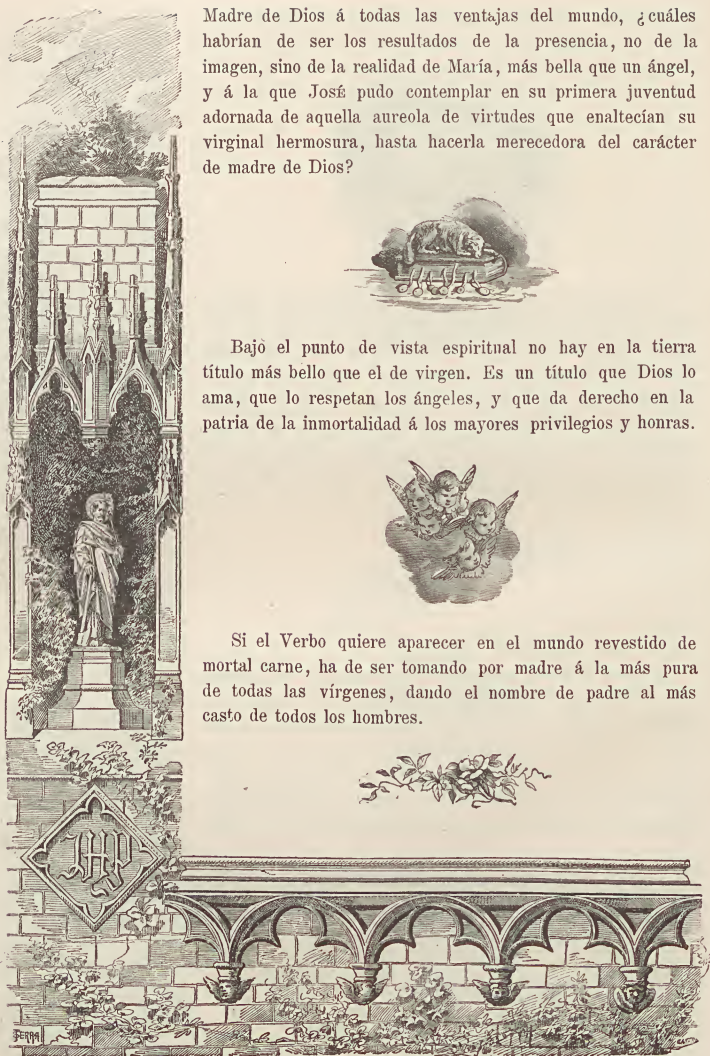 Madre de Dios á todas las ventajas del mundo, ¿cuáles
habrían de ser los resultados de la presencia, no de la
imagen, sino de la realidad de María, más bella que un ángel,
y á la que José pudo contemplar en su primera juventud
adornada de aquella aureola de virtudes que enaltecían su
virginal hermosura, hasta hacerla merecedora del carácter
de madre de Dios?
Bajo el punto de vista espiritual no hay en la tierra
título más bello que el de virgen. Es un título que Dios lo
ama, que lo respetan los ángeles, y que da derecho en la
patria de la inmortalidad á los mayores privilegios y honras.
Si el Verbo quiere aparecer en el mundo revestido de
mortal carne, ha de ser tomando por madre á la más pura
de todas las vírgenes, dando el nombre de padre al más
casto de todos los hombres.
JHP
SERRA